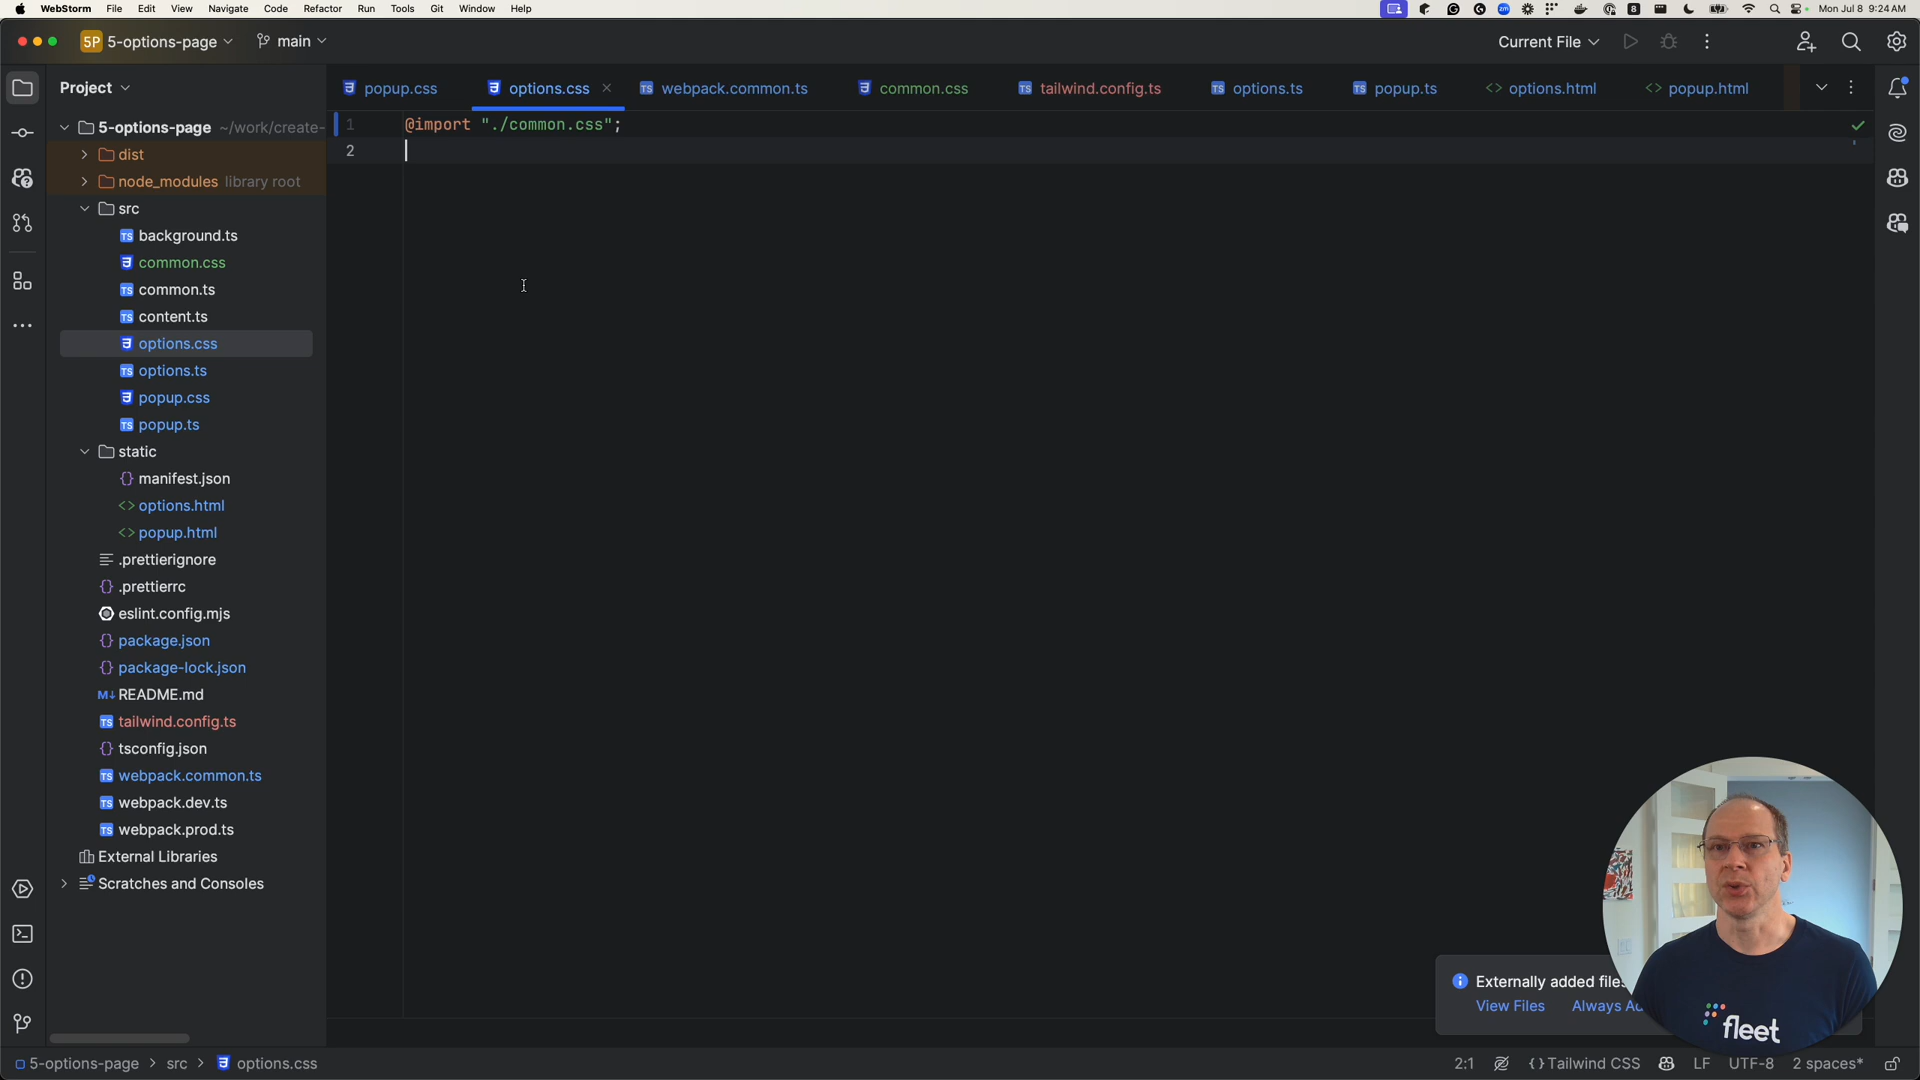 WebStorm File Edit View Navigate Code Refactor Run Tools Git Window Help
Mon Jul 8 9:24 AM
5P 5-options-page main
Current File
Project
popup.css options.css webpack.common.ts common.css tailwind.config.ts options.ts popup.ts options.html popup.html
5-options-page ~/work/create-
dist
node_modules library root
src
background.ts
common.css
common.ts
content.ts
options.css
options.ts
popup.css
popup.ts
static
manifest.json
options.html
popup.html
.prettierignore
.prettierrc
eslint.config.mjs
package.json
package-lock.json
README.md
tailwind.config.ts
tsconfig.json
webpack.common.ts
webpack.dev.ts
webpack.prod.ts
External Libraries
Scratches and Consoles
1 @import "./common.css";
2
Externally added file
View Files Always Ad
fleet
5-options-page > src > options.css
2:1 Tailwind CSS LF UTF-8 2 spaces*